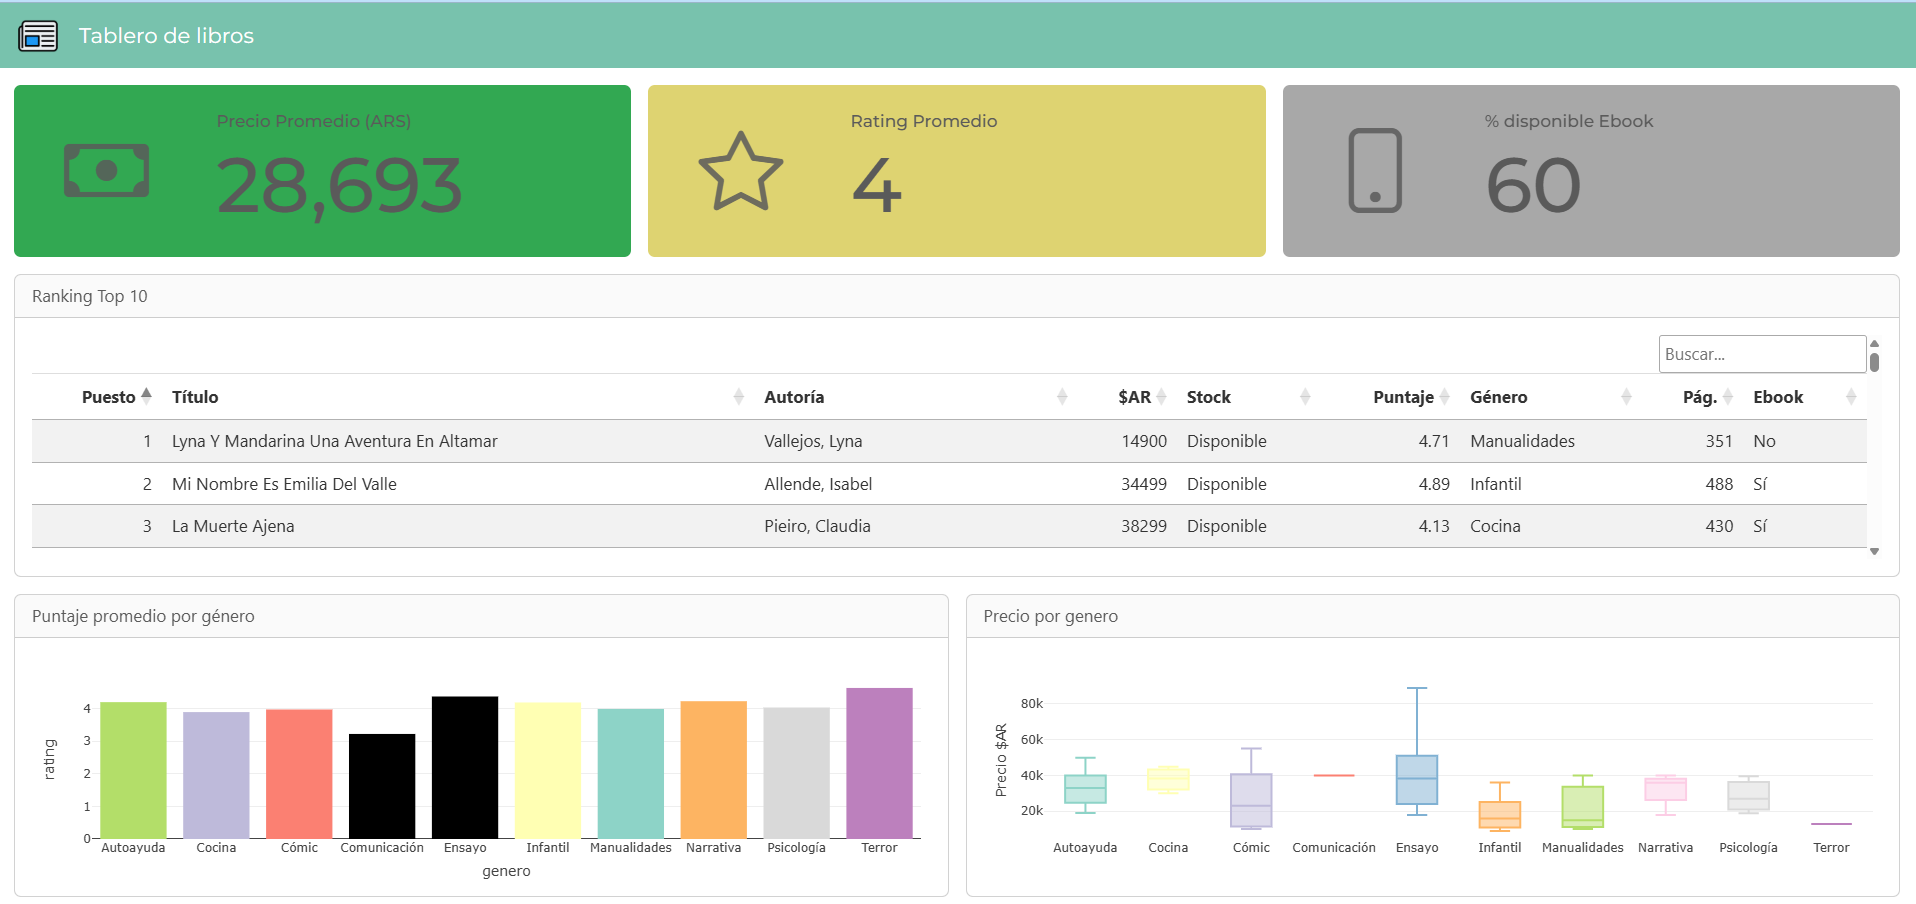 Tablero de libros
Precio Promedio (ARS)
28,693
Rating Promedio
4
% disponible Ebook
60
Ranking Top 10
Buscar...
Puesto Título Autoría $AR Stock Puntaje Género Pág. Ebook
1 Lyna Y Mandarina Una Aventura En Altamar Vallejos, Lyna 14900 Disponible 4.71 Manualidades 351 No
2 Mi Nombre Es Emilia Del Valle Allende, Isabel 34499 Disponible 4.89 Infantil 488 Sí
3 La Muerte Ajena Pieiro, Claudia 38299 Disponible 4.13 Cocina 430 Sí
Puntaje promedio por género
rating
4
3
2
1
0
Autoayuda Cocina Cómic Comunicación Ensayo Infantil Manualidades Narrativa Psicología Terror
genero
Precio por genero
Precio $AR
80k
60k
40k
20k
Autoayuda Cocina Cómic Comunicación Ensayo Infantil Manualidades Narrativa Psicología Terror